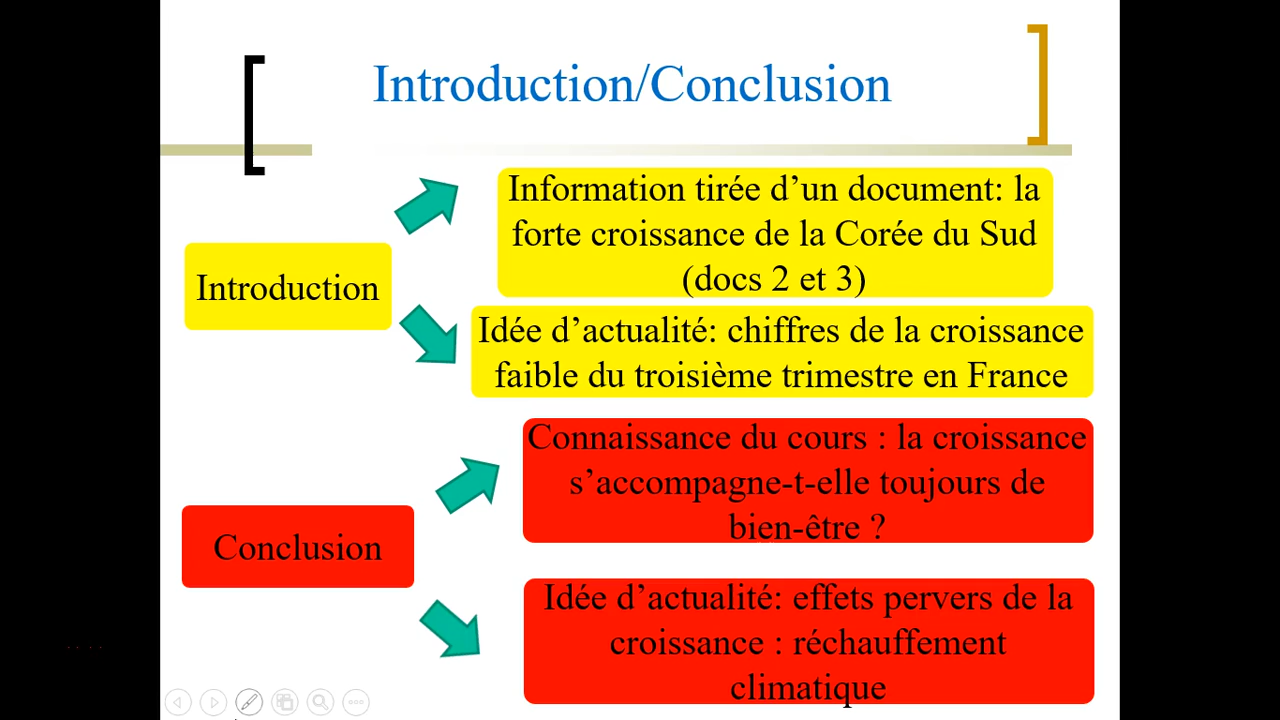 Introduction/Conclusion
Introduction
Information tirée d’un document: la
forte croissance de la Corée du Sud
(docs 2 et 3)
Idée d’actualité: chiffres de la croissance
faible du troisième trimestre en France
Conclusion
Connaissance du cours : la croissance
s’accompagne-t-elle toujours de
bien-être ?
Idée d’actualité: effets pervers de la
croissance : réchauffement
climatique